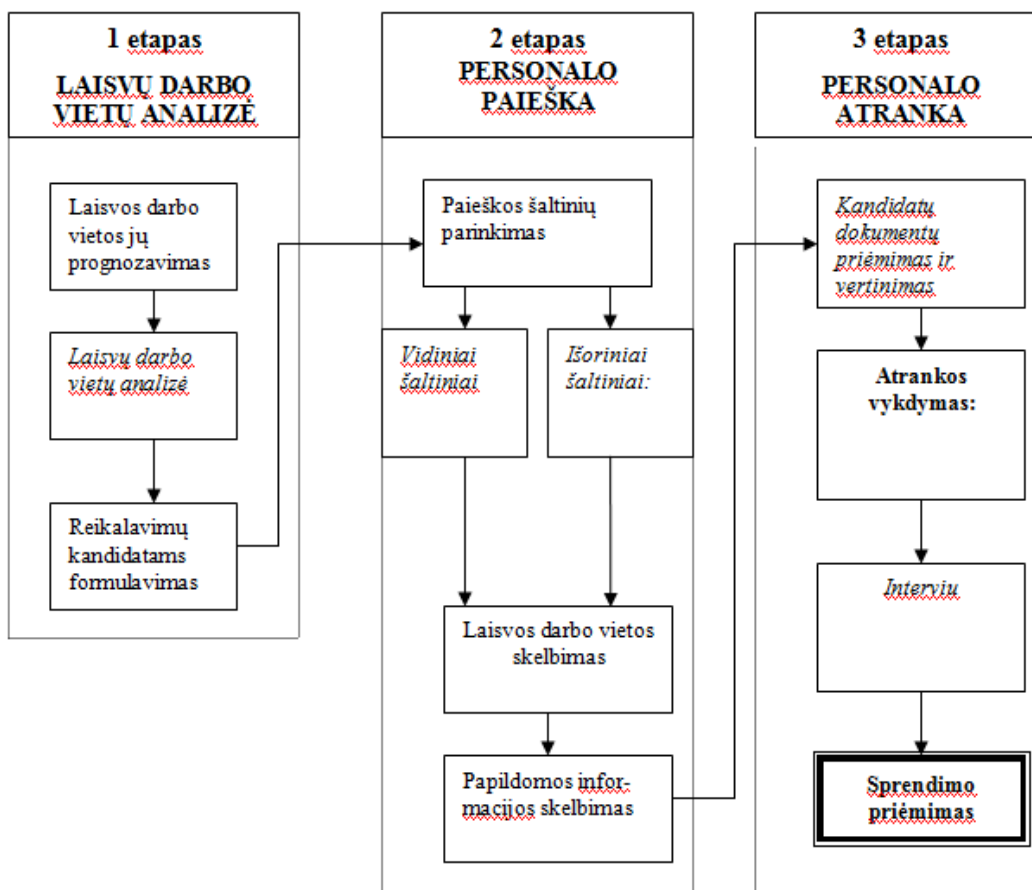 1 etapas
LAISVŲ DARBO
VIETŲ ANALIZĖ
Laisvos darbo
vietos jų
prognozavimas
Laisvų darbo
vietų analizė
Reikalavimų
kandidatams
formulavimas
2 etapas
PERSONALO
PAIEŠKA
Paieškos šaltinių
parinkimas
Vidiniai
šaltiniai
Išoriniai
šaltiniai:
Laisvos darbo vietos
skelbimas
Papildomos infor-
macijos skelbimas
3 etapas
PERSONALO
ATRANKA
Kandidatų
dokumentų
priėmimas ir
vertinimas
Atrankos
vykdymas:
Interviu
Sprendimo
priėmimas